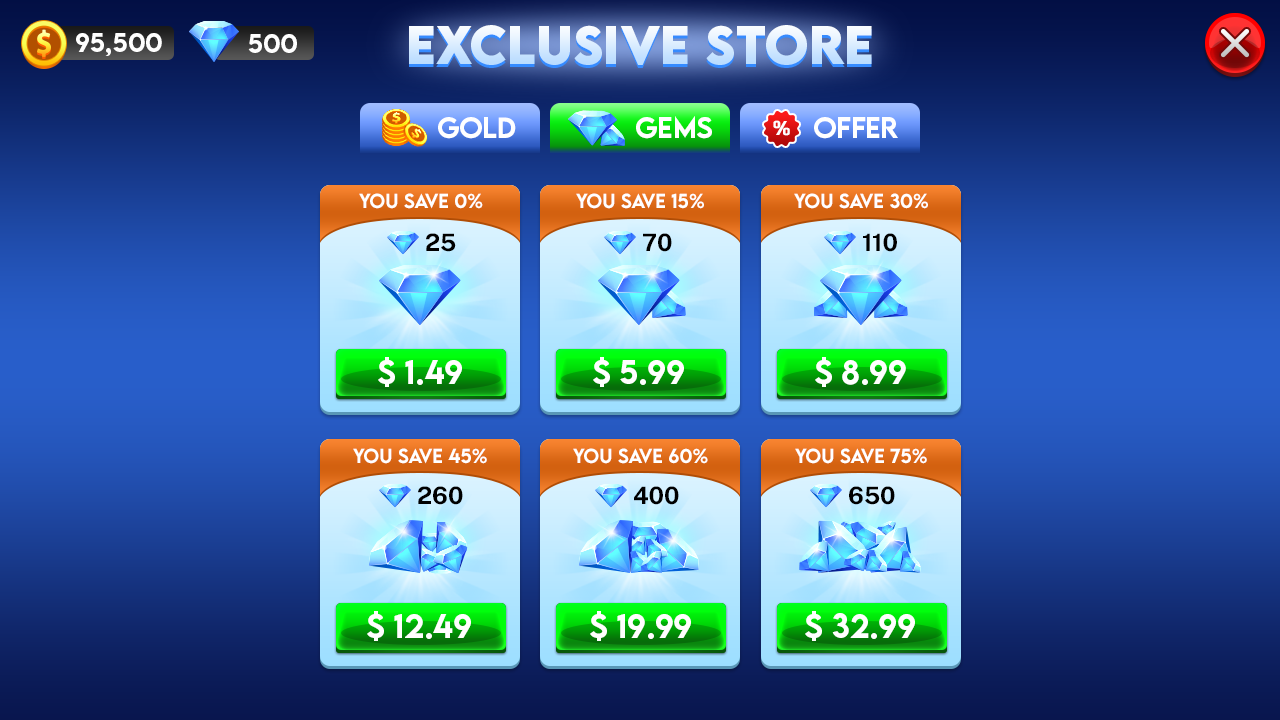 95,500
500
EXCLUSIVE STORE
$
GOLD
GEMS
% OFFER
YOU SAVE 0%
25
$ 1.49
YOU SAVE 15%
70
$ 5.99
YOU SAVE 30%
110
$ 8.99
YOU SAVE 45%
260
$ 12.49
YOU SAVE 60%
400
$ 19.99
YOU SAVE 75%
650
$ 32.99